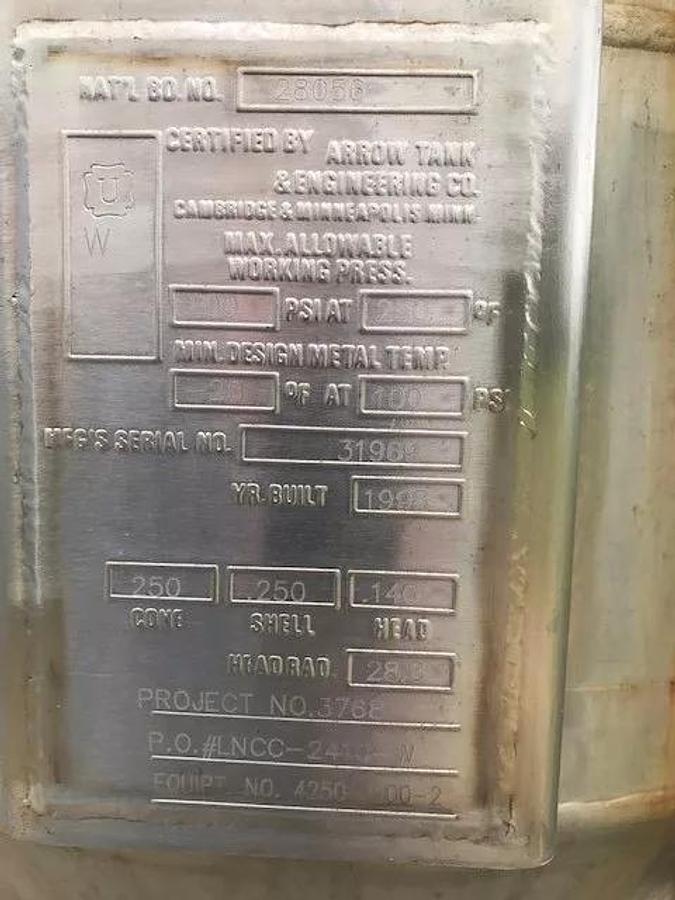 NAT'L BD. NO. 28056
CERTIFIED BY ARROW TANK
& ENGINEERING CO.
CAMBRIDGE & MINNEAPOLIS MINN.
U
W
MAX. ALLOWABLE
WORKING PRESS.
PSI AT °F
MIN. DESIGN METAL TEMP.
°F AT 100 PSI
MFG'S SERIAL NO.
YR. BUILT
250 .250 .140
CONE SHELL HEAD
HEAD RAD.
PROJECT NO. 3768
P.O.#LNCC-
EQUIPT. NO.